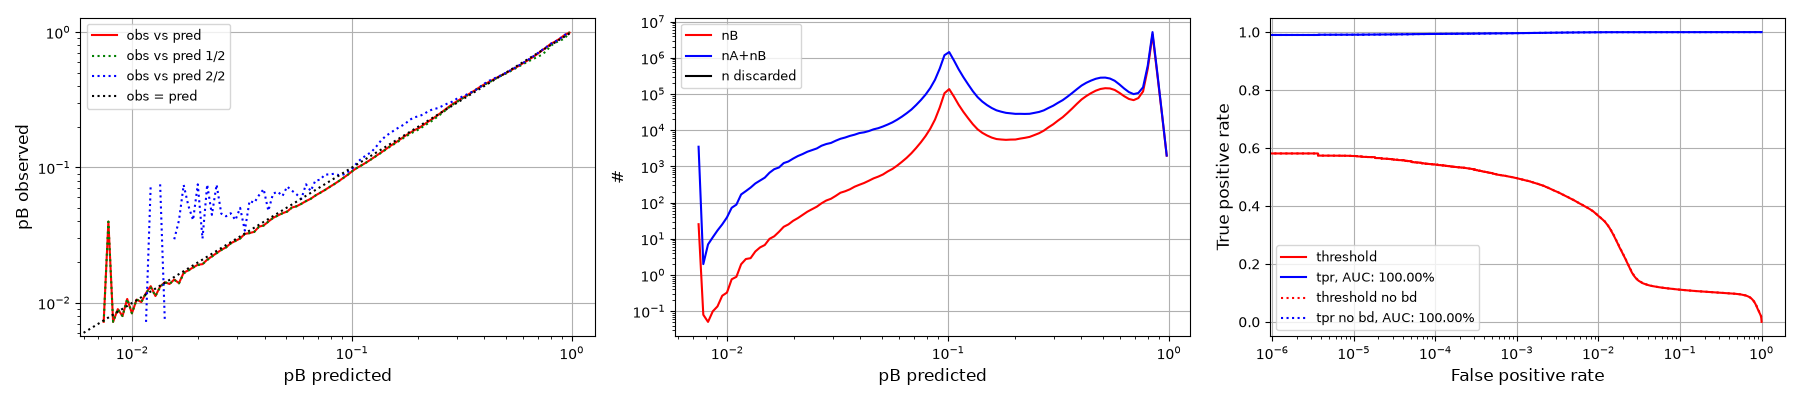 10⁰
10⁻¹
10⁻²
pB observed
obs vs pred
obs vs pred 1/2
obs vs pred 2/2
obs = pred
10⁻²
10⁻¹
10⁰
pB predicted
10⁷
10⁶
10⁵
10⁴
10³
10²
10¹
10⁰
10⁻¹
#
nB
nA+nB
n discarded
10⁻²
10⁻¹
10⁰
pB predicted
1.0
0.8
0.6
0.4
0.2
0.0
True positive rate
threshold
tpr, AUC: 100.00%
threshold no bd
tpr no bd, AUC: 100.00%
10⁻⁶
10⁻⁵
10⁻⁴
10⁻³
10⁻²
10⁻¹
10⁰
False positive rate